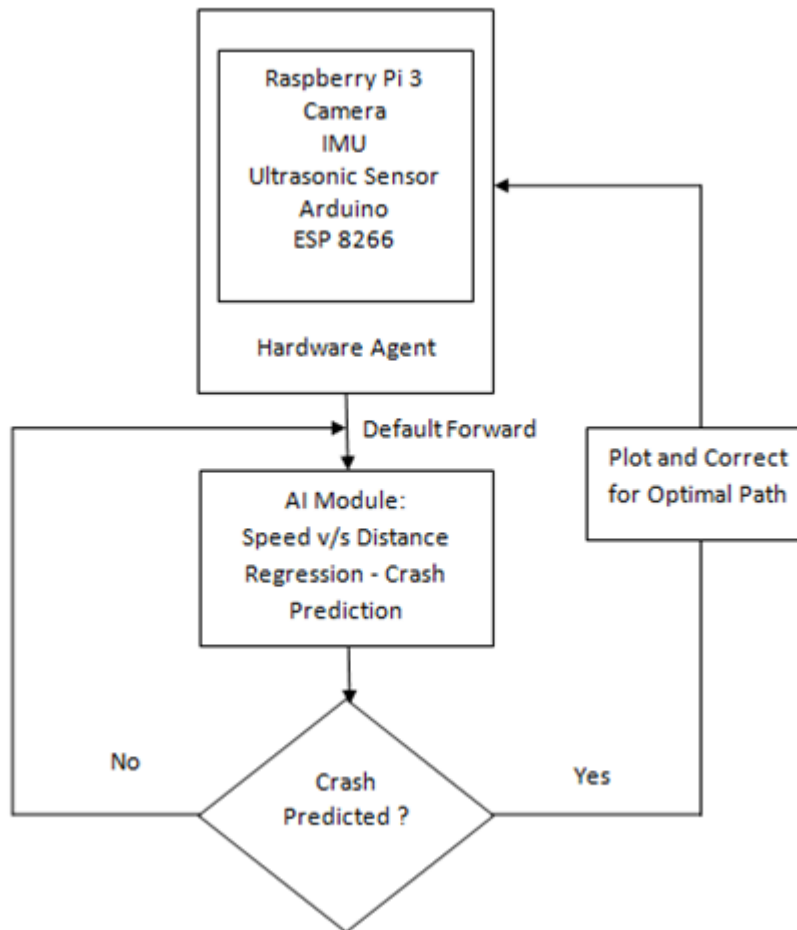 Raspberry Pi 3
Camera
IMU
Ultrasonic Sensor
Arduino
ESP 8266
Hardware Agent
Default Forward
Plot and Correct
for Optimal Path
AI Module:
Speed v/s Distance
Regression - Crash
Prediction
No
Crash
Predicted ?
Yes